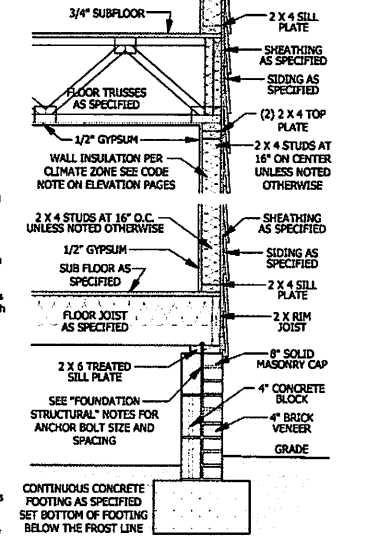 3/4" SUBFLOOR
2 X 4 SILL
PLATE
SHEATHING
AS SPECIFIED
FLOOR TRUSSES
AS SPECIFIED
SIDING AS
SPECIFIED
(2) 2 X 4 TOP
PLATE
1/2" GYPSUM
2 X 4 STUDS AT
16" ON CENTER
UNLESS NOTED
OTHERWISE
WALL INSULATION PER
CLIMATE ZONE SEE CODE
NOTE ON ELEVATION PAGES
2 X 4 STUDS AT 16" O.C.
UNLESS NOTED OTHERWISE
SHEATHING
AS SPECIFIED
1/2" GYPSUM
SIDING AS
SPECIFIED
SUB FLOOR AS
SPECIFIED
2 X 4 SILL
PLATE
FLOOR JOIST
AS SPECIFIED
2 X RIM
JOIST
2 X 6 TREATED
SILL PLATE
8" SOLID
MASONRY CAP
SEE "FOUNDATION
STRUCTURAL" NOTES FOR
ANCHOR BOLT SIZE AND
SPACING
4" CONCRETE
BLOCK
4" BRICK
VENEER
GRADE
CONTINUOUS CONCRETE
FOOTING AS SPECIFIED
SET BOTTOM OF FOOTING
BELOW THE FROST LINE